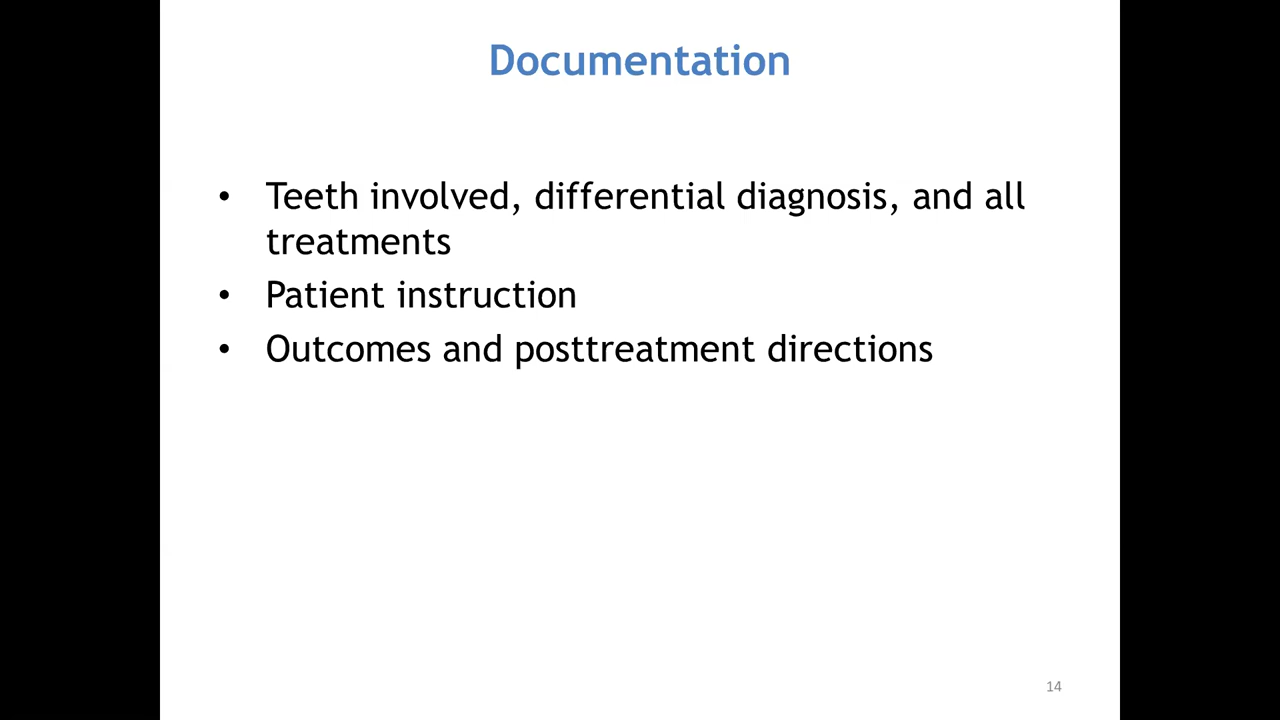 Documentation
• Teeth involved, differential diagnosis, and all
treatments
• Patient instruction
• Outcomes and posttreatment directions
14